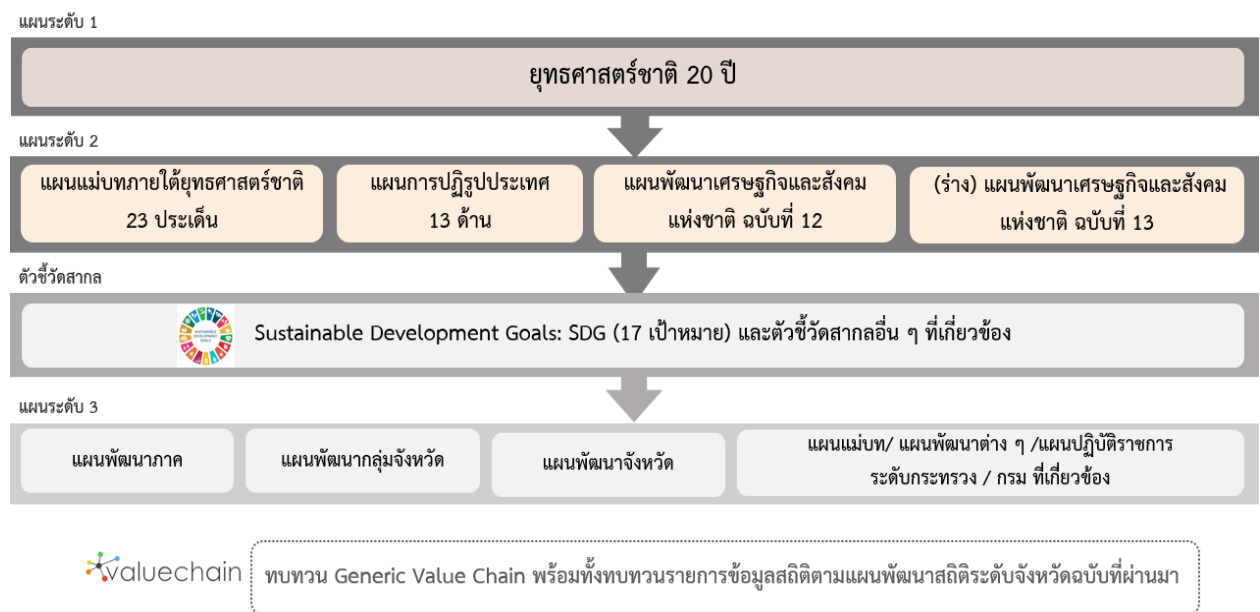 แผนระดับ 1
ยุทธศาสตร์ชาติ 20 ปี
แผนระดับ 2
แผนแม่บทภายใต้ยุทธศาสตร์ชาติ
23 ประเด็น
แผนการปฏิรูปประเทศ
13 ด้าน
แผนพัฒนาเศรษฐกิจและสังคม
แห่งชาติ ฉบับที่ 12
(ร่าง) แผนพัฒนาเศรษฐกิจและสังคม
แห่งชาติ ฉบับที่ 13
ตัวชี้วัดสากล
Sustainable Development Goals: SDG (17 เป้าหมาย) และตัวชี้วัดสากลอื่น ๆ ที่เกี่ยวข้อง
แผนระดับ 3
แผนพัฒนาภาค
แผนพัฒนากลุ่มจังหวัด
แผนพัฒนาจังหวัด
แผนแม่บท/ แผนพัฒนาต่าง ๆ /แผนปฏิบัติราชการ
ระดับกระทรวง / กรม ที่เกี่ยวข้อง
valuechain
ทบทวน Generic Value Chain พร้อมทั้งทบทวนรายการข้อมูลสถิติตามแผนพัฒนาสถิติระดับจังหวัดฉบับที่ผ่านมา